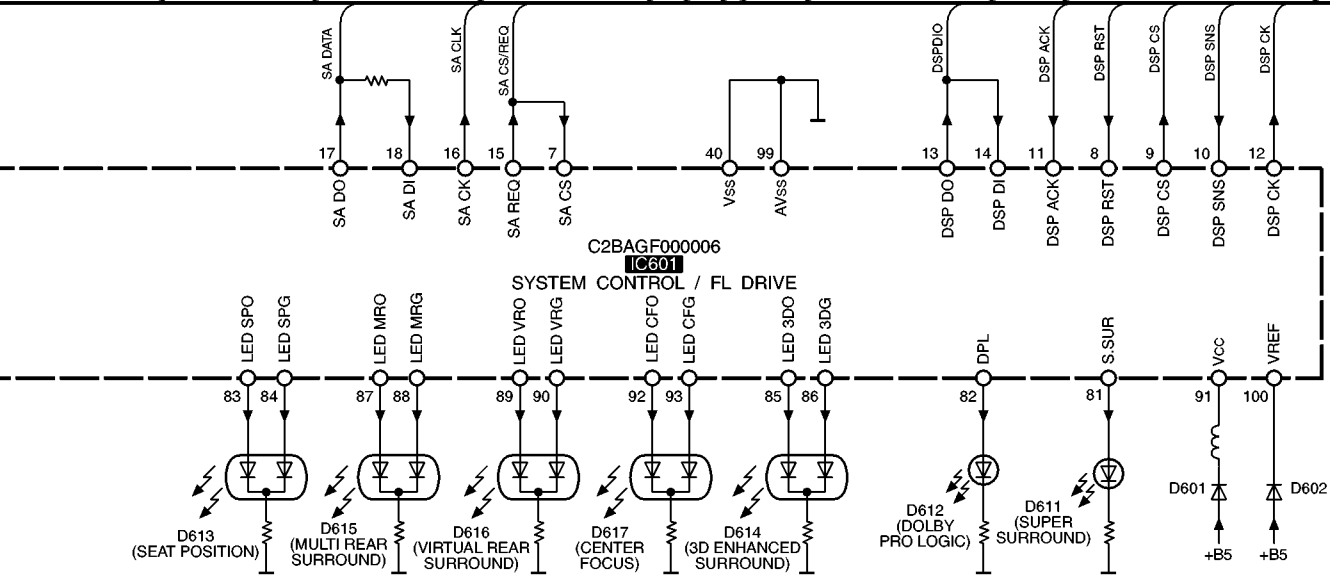 SA DATA
SA CLK
SA CS/REQ
DSPDIO
DSP ACK
DSP RST
DSP CS
DSP SNS
DSP CK
17 18 16 15 7 40 99 13 14 11 8 9 10 12
SA DO
SA DI
SA CK
SA REQ
SA CS
Vss
AVss
DSP DO
DSP DI
DSP ACK
DSP RST
DSP CS
DSP SNS
DSP CK
C2BAGF000006
IC601
SYSTEM CONTROL / FL DRIVE
LED SPO
LED SPG
LED MRO
LED MRG
LED VRO
LED VRG
LED CFO
LED CFG
LED 3DO
LED 3DG
DPL
S.SUR
Vcc
VREF
83 84 87 88 89 90 92 93 85 86 82 81 91 100
D601
D602
D613
(SEAT POSITION)
D615
(MULTI REAR
SURROUND)
D616
(VIRTUAL REAR
SURROUND)
D617
(CENTER
FOCUS)
D614
(3D ENHANCED
SURROUND)
D612
(DOLBY
PRO LOGIC)
D611
(SUPER
SURROUND)
+B5
+B5